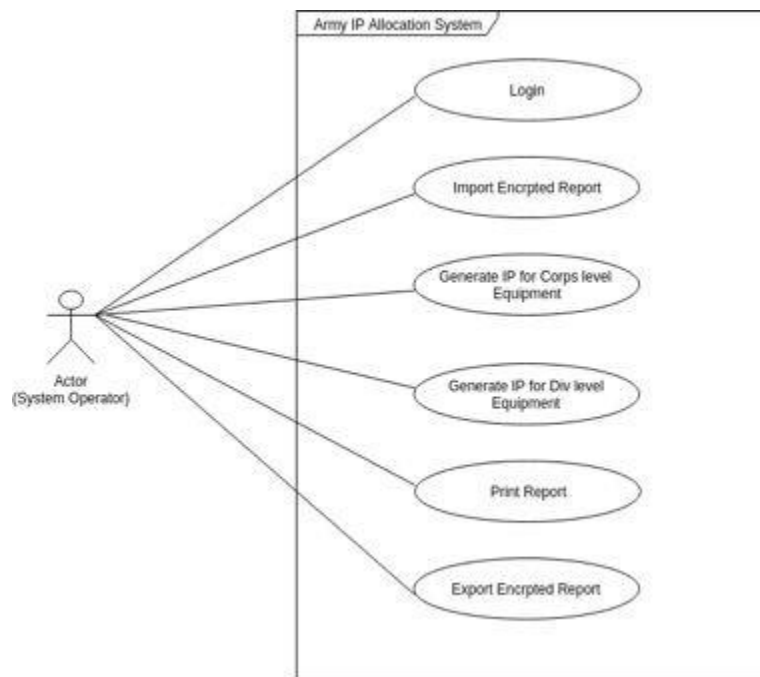 Army IP Allocation System
Login
Import Encrpted Report
Generate IP for Corps level
Equipment
Actor
(System Operator)
Generate IP for Div level
Equipment
Print Report
Export Encrpted Report